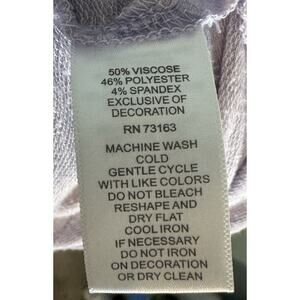 50% VISCOSE
46% POLYESTER
4% SPANDEX
EXCLUSIVE OF
DECORATION
RN 73163
MACHINE WASH
COLD
GENTLE CYCLE
WITH LIKE COLORS
DO NOT BLEACH
RESHAPE AND
DRY FLAT
COOL IRON
IF NECESSARY
DO NOT IRON
ON DECORATION
OR DRY CLEAN